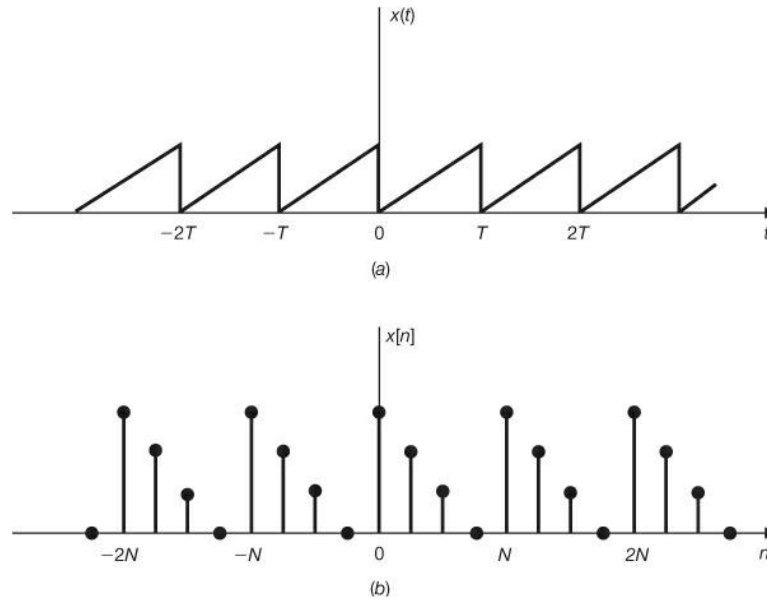 x(t)
−2T −T 0 T 2T t
(a)
x[n]
−2N −N 0 N 2N n
(b)